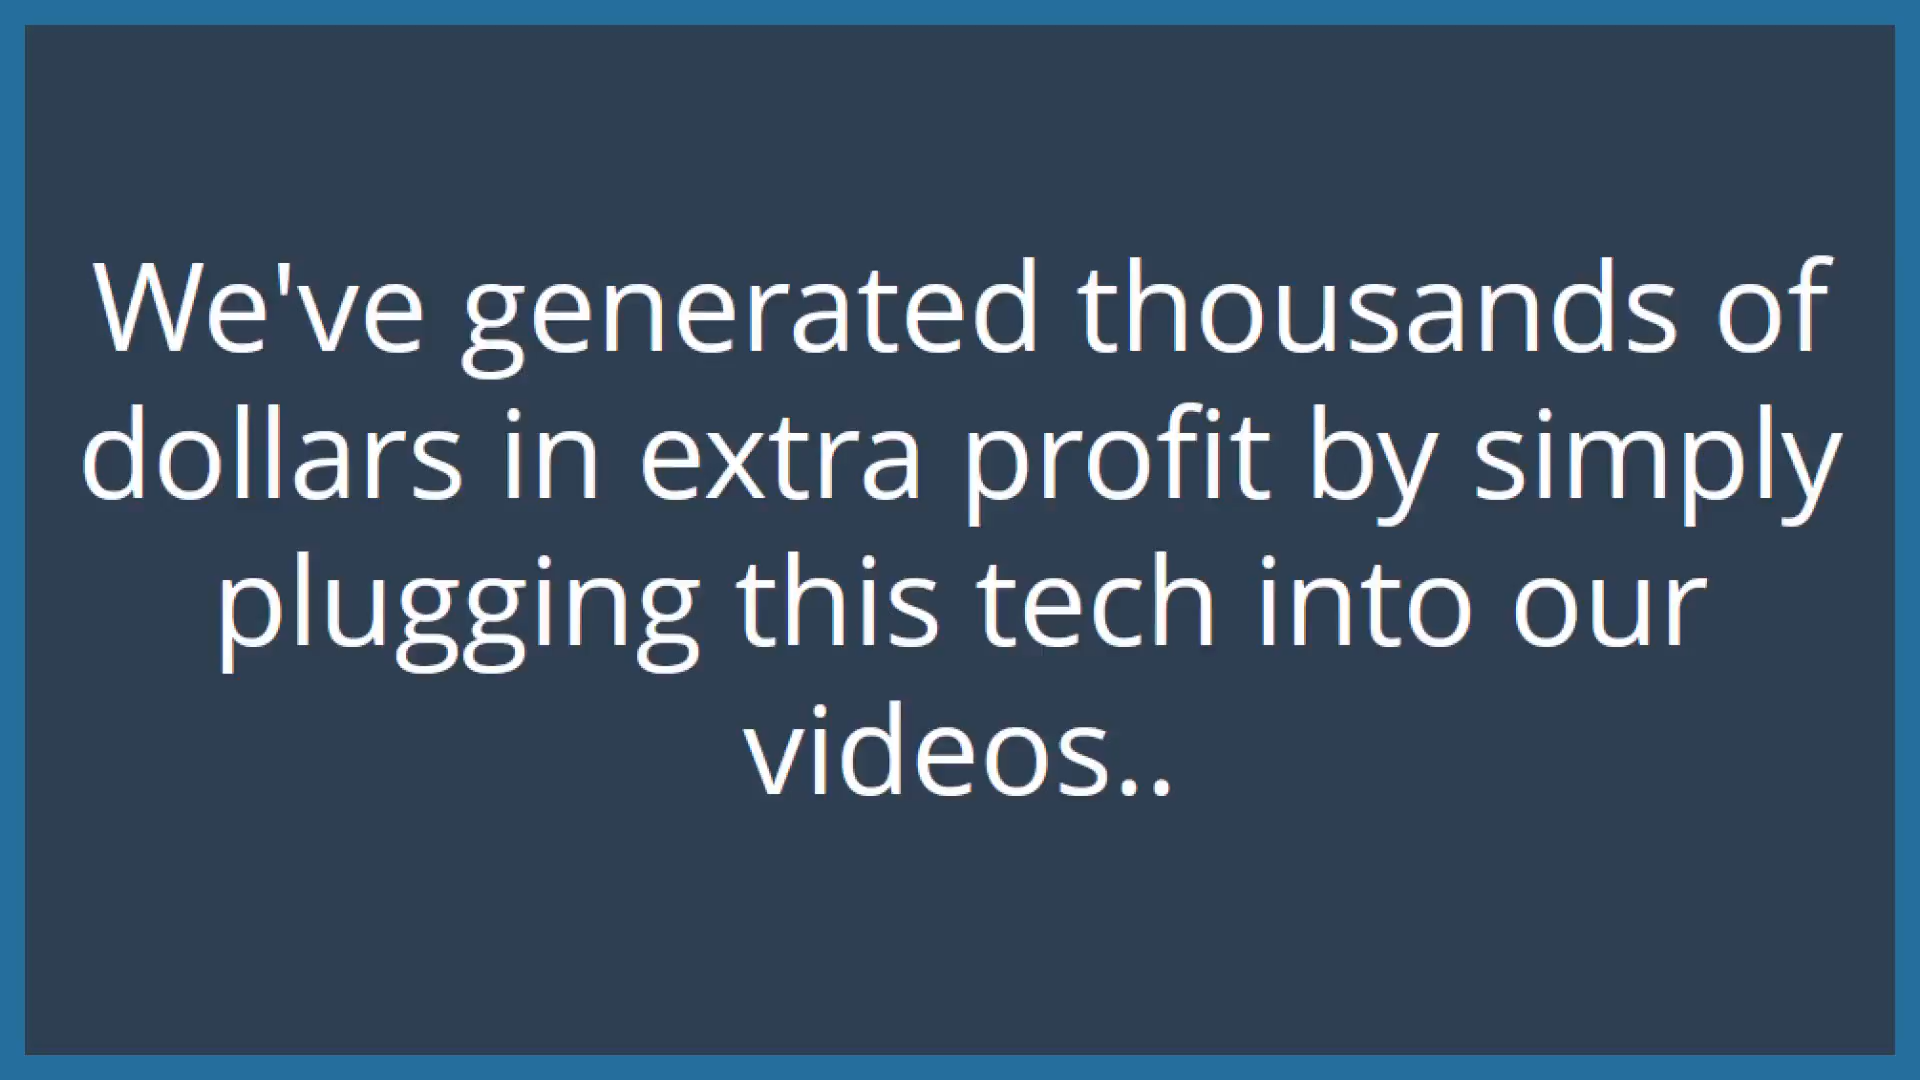 We've generated thousands of
dollars in extra profit by simply
plugging this tech into our
videos..